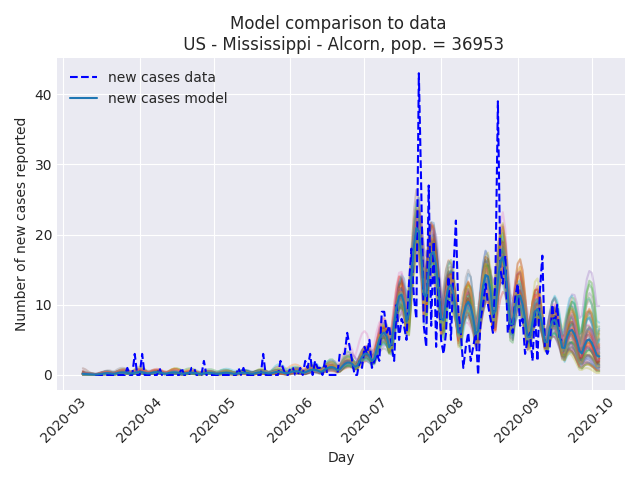 Model comparison to data
US - Mississippi - Alcorn, pop. = 36953
new cases data
new cases model
Number of new cases reported
40
30
20
10
0
2020-03
2020-04
2020-05
2020-06
2020-07
2020-08
2020-09
2020-10
Day